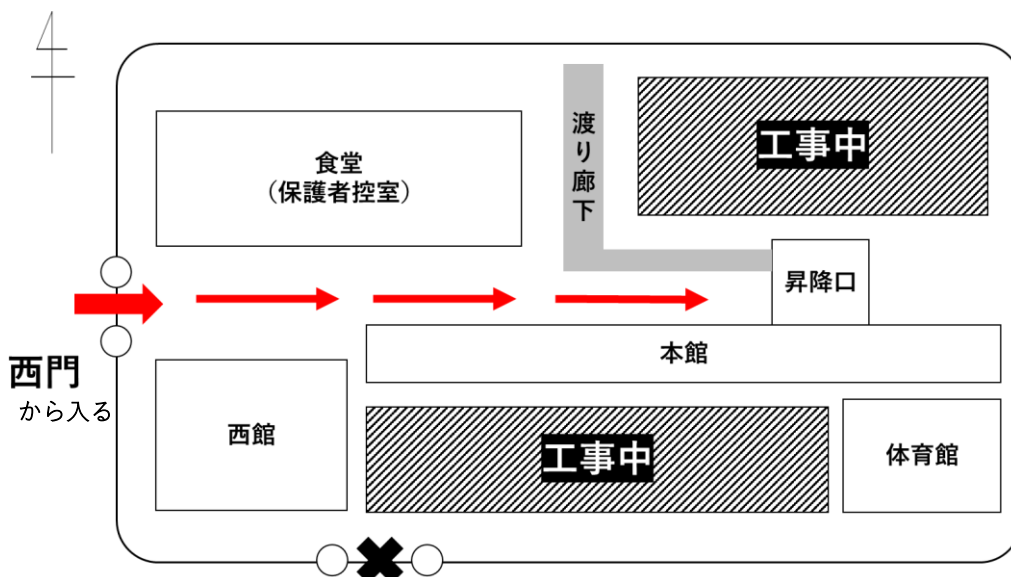 食堂
（保護者控室）
渡り廊下
工事中
昇降口
西門
から入る
本館
西館
工事中
体育館